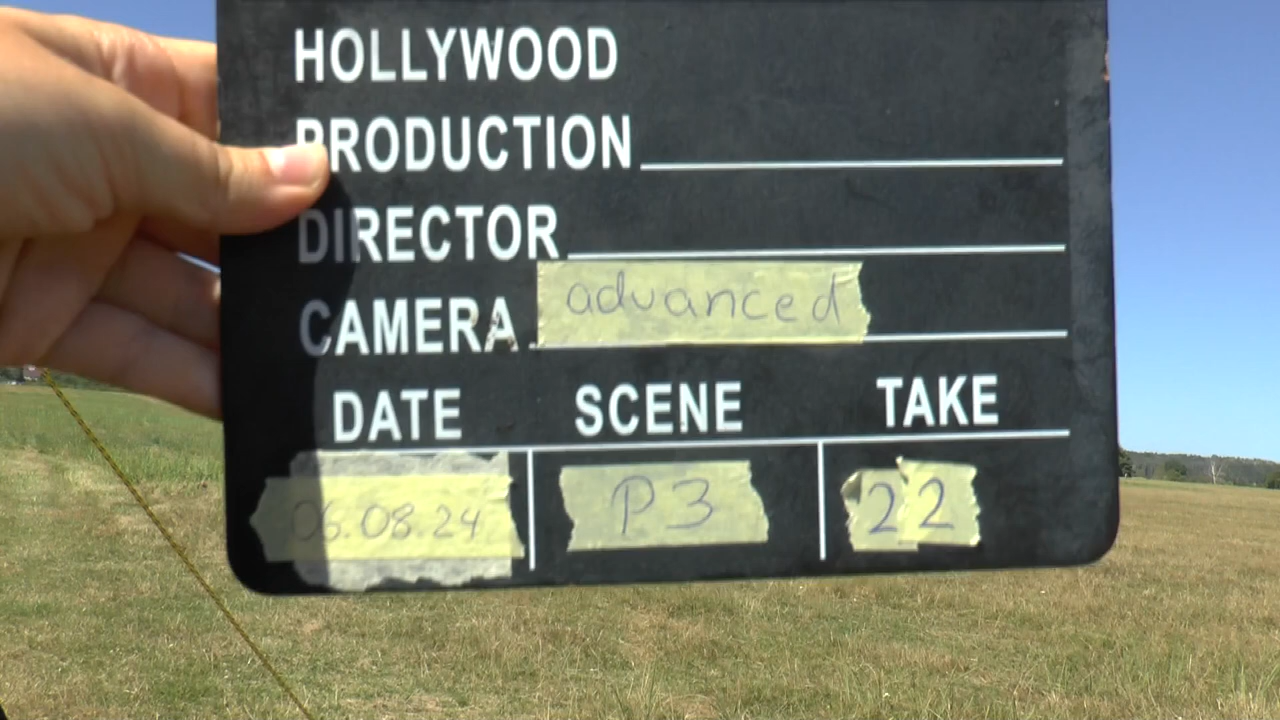 HOLLYWOOD
PRODUCTION
DIRECTOR
CAMERA advanced
DATE SCENE TAKE
06.08.24 P3 22